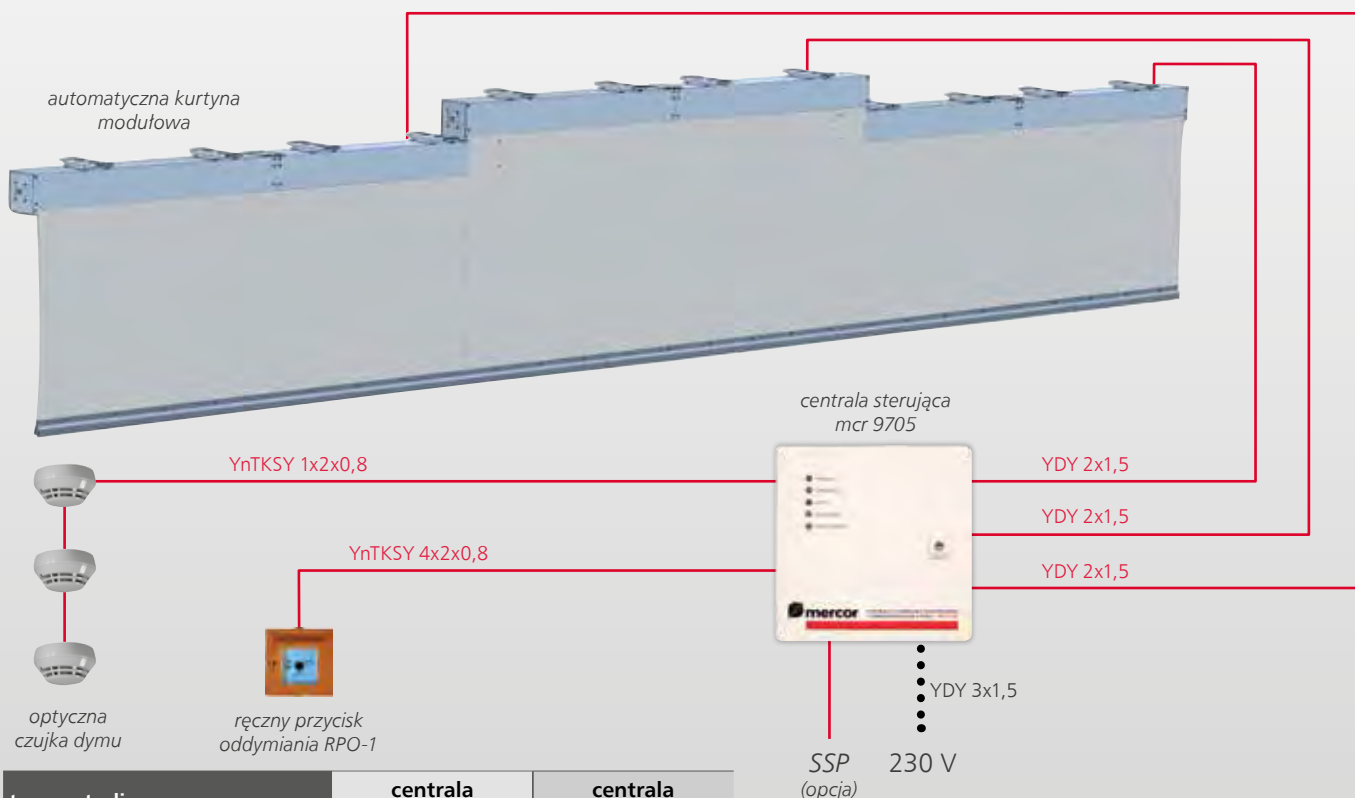 automatyczna kurtyna
modułowa
centrala sterująca
mcr 9705
YnTKSY 1x2x0,8
YDY 2x1,5
YDY 2x1,5
YnTKSY 4x2x0,8
YDY 2x1,5
mercor
YDY 3x1,5
optyczna
czujka dymu
ręczny przycisk
oddymiania RPO-1
SSP
(opcja)
230 V
centrala
centrala